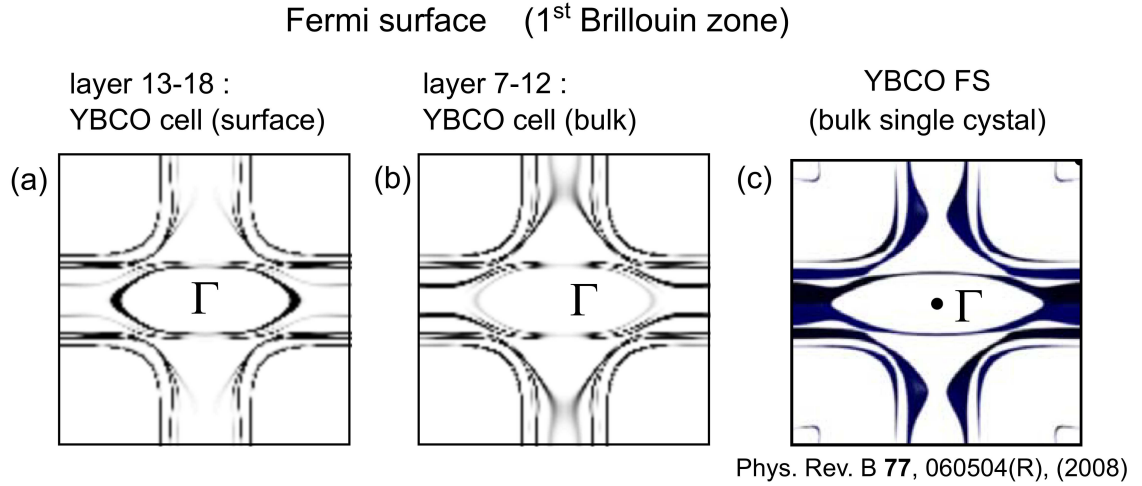 Fermi surface (1st Brillouin zone)
layer 13-18 :
YBCO cell (surface)
layer 7-12 :
YBCO cell (bulk)
YBCO FS
(bulk single cystal)
(a)
Γ
(b)
Γ
(c)
Γ
Phys. Rev. B 77, 060504(R), (2008)